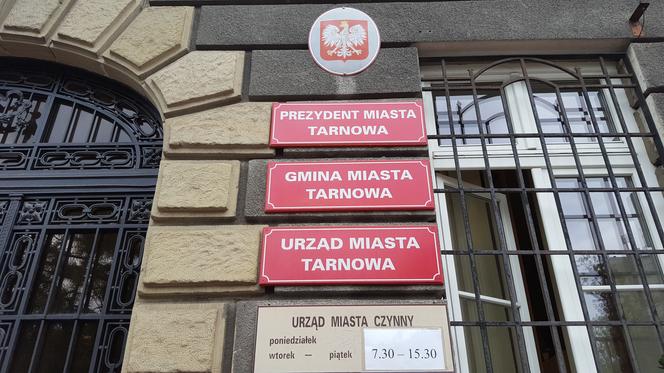 PREZYDENT MIASTA
TARNOWA
GMINA MIASTA
TARNOWA
URZĄD MIASTA
TARNOWA
URZĄD MIASTA CZYNNY
poniedziałek
wtorek — piątek 7.30 – 15.30